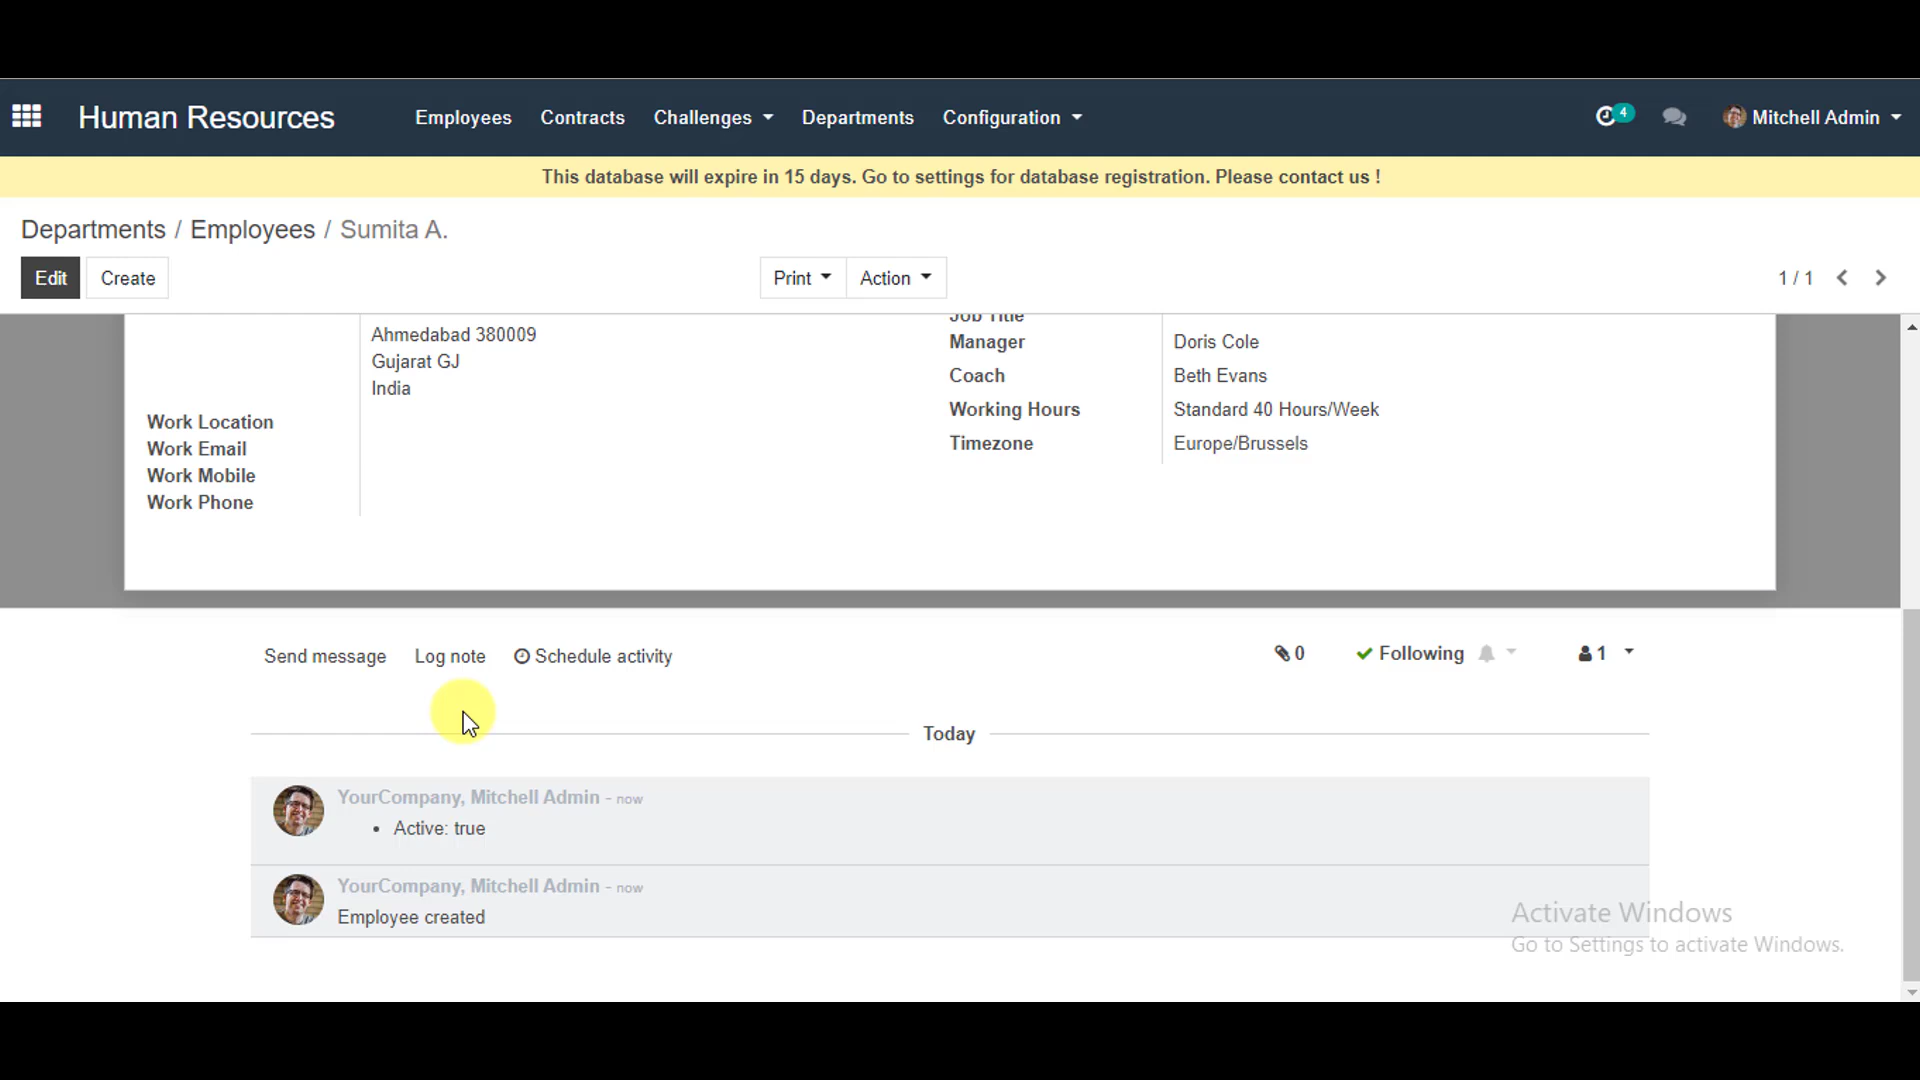 Human Resources Employees Contracts Challenges Departments Configuration 4 Mitchell Admin
This database will expire in 15 days. Go to settings for database registration. Please contact us !
Departments / Employees / Sumita A.
Edit Create Print Action 1 / 1
Ahmedabad 380009
Gujarat GJ
India
Work Location
Work Email
Work Mobile
Work Phone
Job Title
Manager Doris Cole
Coach Beth Evans
Working Hours Standard 40 Hours/Week
Timezone Europe/Brussels
Send message Log note Schedule activity 0 Following 1
Today
YourCompany, Mitchell Admin - now
• Active: true
YourCompany, Mitchell Admin - now
Employee created
Activate Windows
Go to Settings to activate Windows.